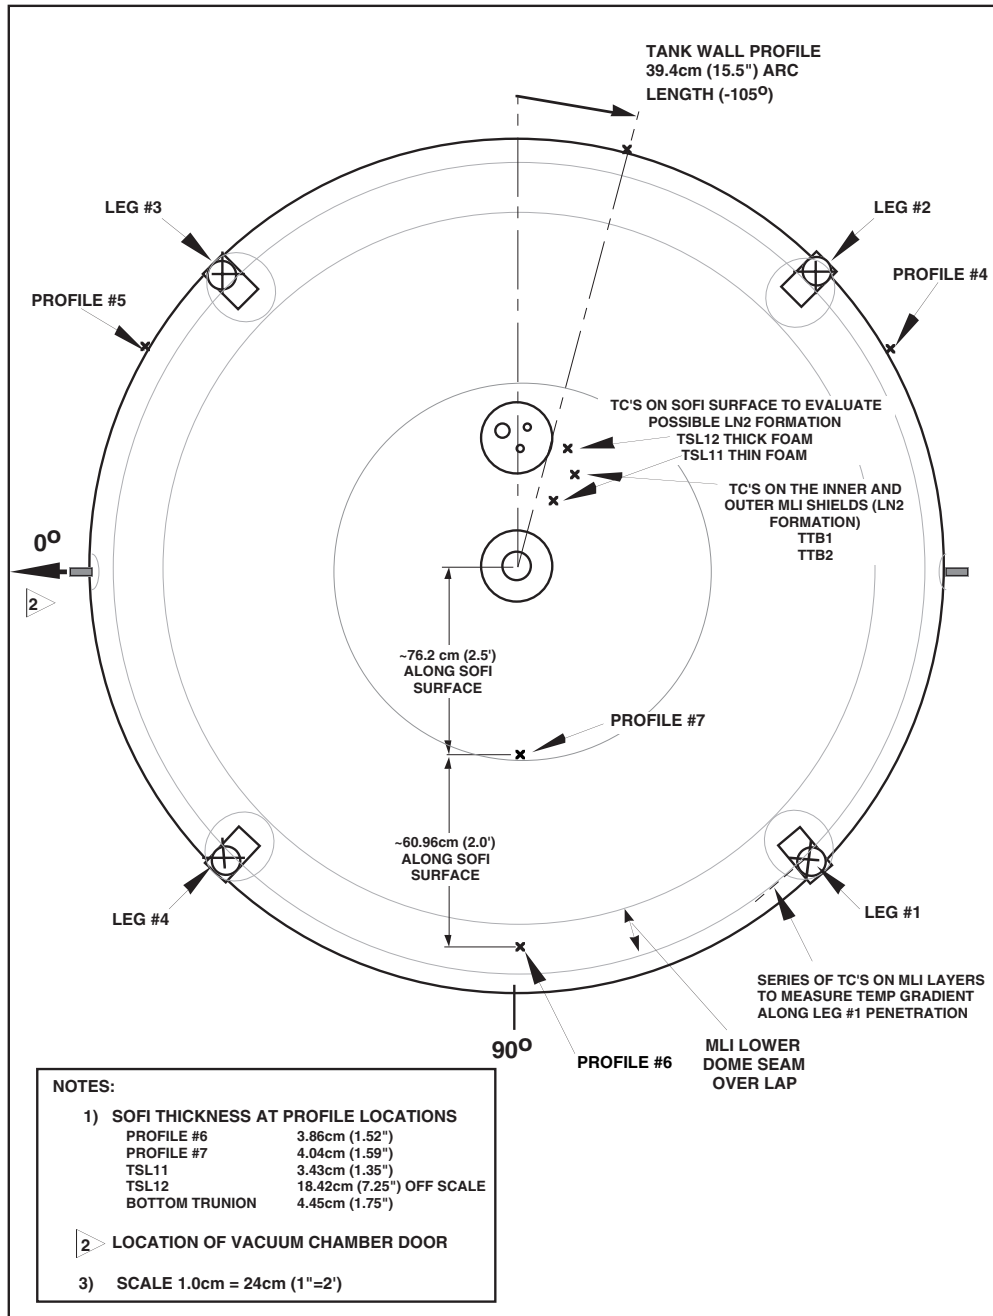 TANK WALL PROFILE
39.4cm (15.5") ARC
LENGTH (-105º)
LEG #3
LEG #2
PROFILE #4
PROFILE #5
TC'S ON SOFI SURFACE TO EVALUATE
POSSIBLE LN2 FORMATION
TSL12 THICK FOAM
TSL11 THIN FOAM
TC'S ON THE INNER AND
OUTER MLI SHIELDS (LN2
FORMATION)
TTB1
TTB2
0º
2
~76.2 cm (2.5')
ALONG SOFI
SURFACE
PROFILE #7
~60.96cm (2.0')
ALONG SOFI
SURFACE
LEG #4
LEG #1
SERIES OF TC'S ON MLI LAYERS
TO MEASURE TEMP GRADIENT
ALONG LEG #1 PENETRATION
90º
PROFILE #6
MLI LOWER
DOME SEAM
OVER LAP
NOTES:
1) SOFI THICKNESS AT PROFILE LOCATIONS
PROFILE #6 3.86cm (1.52")
PROFILE #7 4.04cm (1.59")
TSL11 3.43cm (1.35")
TSL12 18.42cm (7.25") OFF SCALE
BOTTOM TRUNION 4.45cm (1.75")
2 LOCATION OF VACUUM CHAMBER DOOR
3) SCALE 1.0cm = 24cm (1"=2')